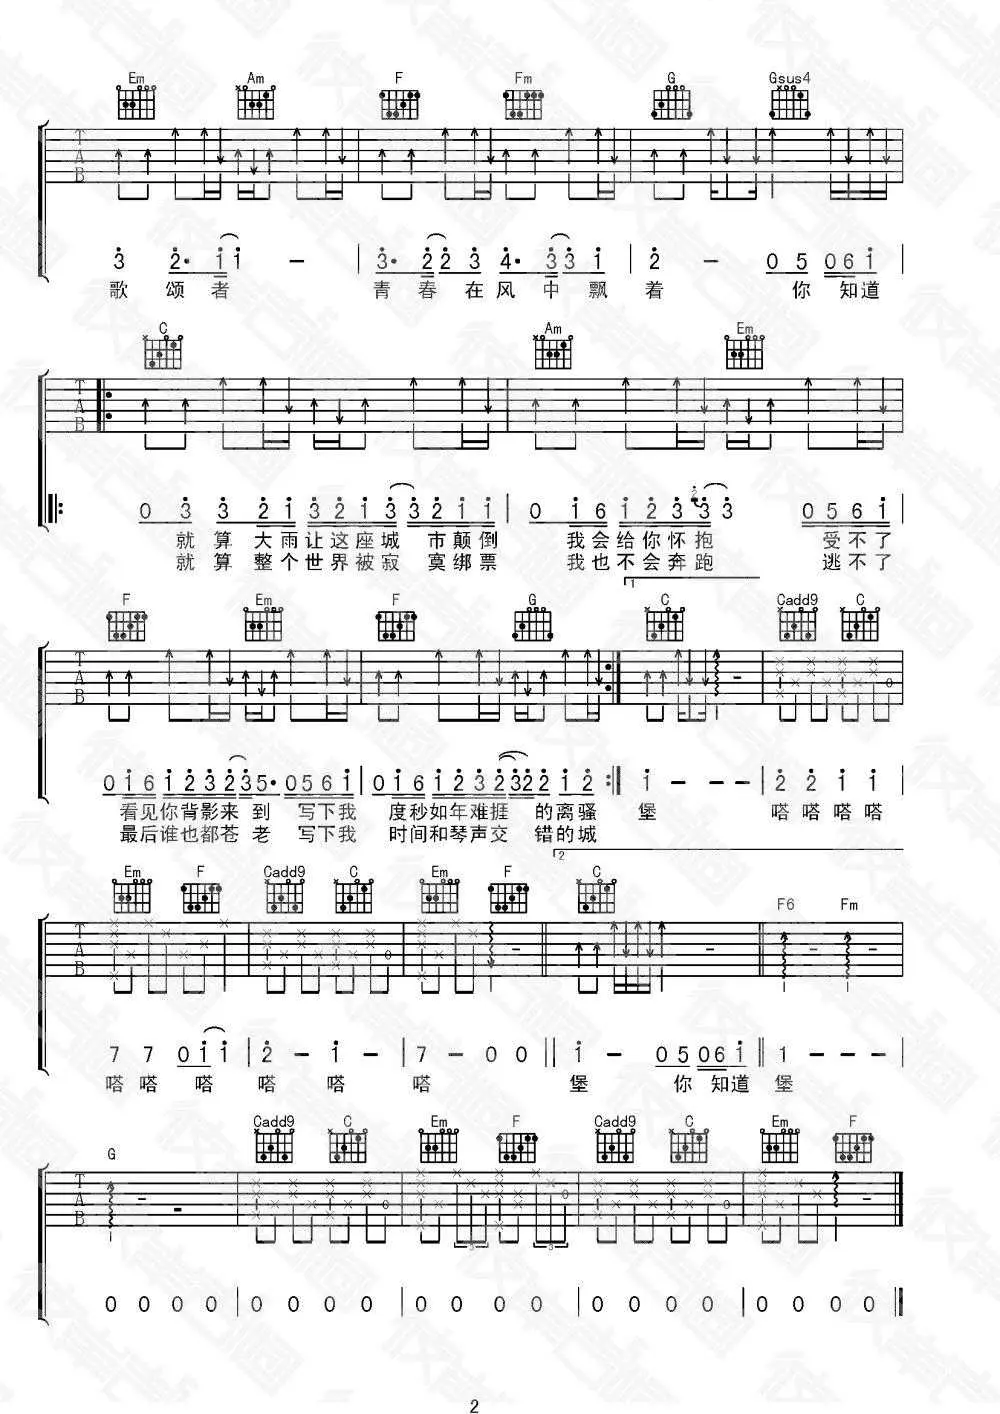 Em Am F Fm G Gsus4
T A B
3 2· 1 1 1 - | 3· 2 2 3 4· 3 3 1 | 2 - 0 5 0 6 1 |
歌 颂 者 青 春 在 风 中 飘 着 你 知道
C Am Em
T A B
0 3 3 2 1 3 2 1 3 3 2 1 1 | 0 1 6 1 2 3 3 3 0 5 6 1
就 算 大 雨 让 这 座 城 市 颠 倒 我 会 给 你 怀 抱 受 不 了
就 算 整 个 世 界 被 寂 寞 绑 票 我 也 不 会 奔 跑 逃 不 了
1.
F Em F G C Cadd9 C
T A B
0 1 6 1 2 3 2 3 5· 0 5 6 1 | 0 1 6 1 2 3 2 3 2 2 1 2 :|| 1 - - - | 2 2 1 1
看见你背影来 到 写下我 度秒如年难捱 的离骚 堡 嗒 嗒 嗒 嗒
最后谁也都苍 老 写下我 时间和琴声交 错的城
2
Em F Cadd9 C Em F C F6 Fm
T A B
7 7 0 1 1 | 2 - 1 - | 7 - 0 0 || 1 - 0 5 0 6 1 || 1 - - -
嗒 嗒 嗒 嗒 嗒 嗒 堡 你 知道 堡
G Cadd9 C Em F Cadd9 C Em F
T A B
3 3
0 0 0 0 | 0 0 0 0 | 0 0 0 0 | 0 0 0 0 | 0 0 0 0 ||
2